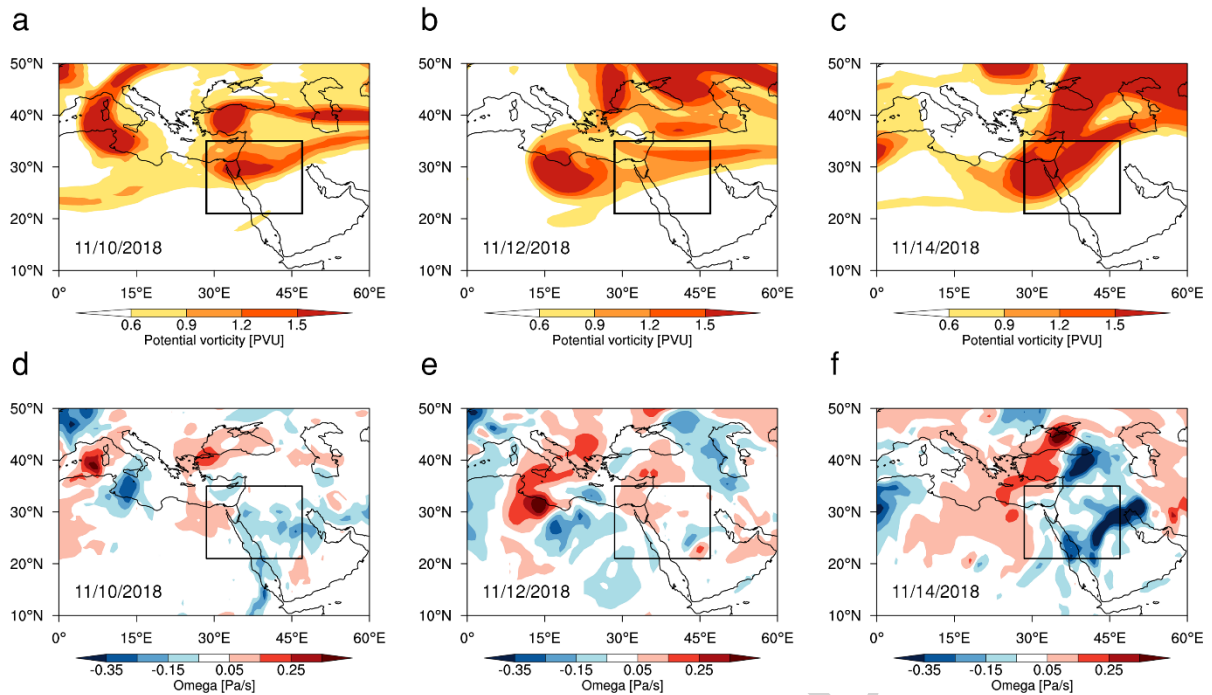 a b c
50°N 50°N 50°N
40°N 40°N 40°N
30°N 30°N 30°N
20°N 20°N 20°N
11/10/2018 11/12/2018 11/14/2018
10°N 10°N 10°N
0° 15°E 30°E 45°E 60°E 0° 15°E 30°E 45°E 60°E 0° 15°E 30°E 45°E 60°E
0.6 0.9 1.2 1.5 0.6 0.9 1.2 1.5 0.6 0.9 1.2 1.5
Potential vorticity [PVU] Potential vorticity [PVU] Potential vorticity [PVU]
d e f
50°N 50°N 50°N
40°N 40°N 40°N
30°N 30°N 30°N
20°N 20°N 20°N
11/10/2018 11/12/2018 11/14/2018
10°N 10°N 10°N
0° 15°E 30°E 45°E 60°E 0° 15°E 30°E 45°E 60°E 0° 15°E 30°E 45°E 60°E
-0.35 -0.15 0.05 0.25 -0.35 -0.15 0.05 0.25 -0.35 -0.15 0.05 0.25
Omega [Pa/s] Omega [Pa/s] Omega [Pa/s]